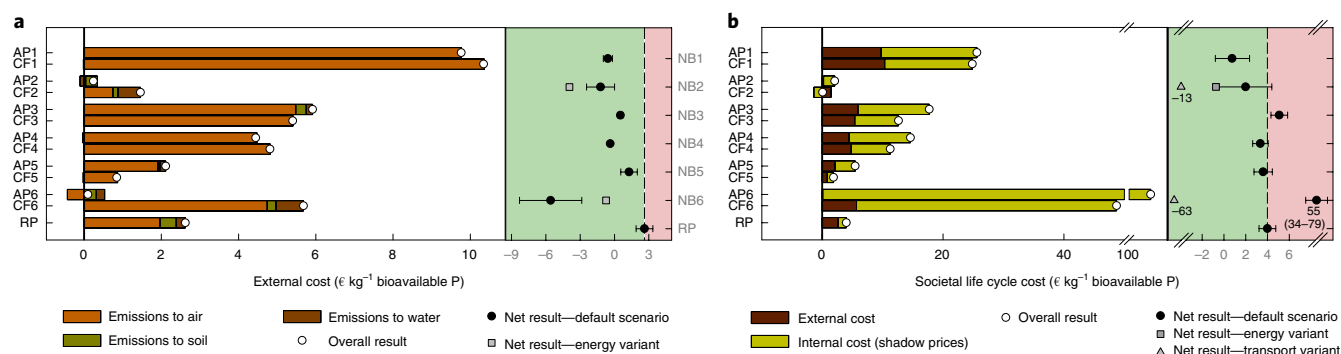 a
AP1
CF1
AP2
CF2
AP3
CF3
AP4
CF4
AP5
CF5
AP6
CF6
RP
NB1
NB2
NB3
NB4
NB5
NB6
RP
0 2 4 6 8 10
−9 −6 −3 0 3
External cost (€ kg−1 bioavailable P)
Emissions to air
Emissions to soil
Emissions to water
Overall result
Net result—default scenario
Net result—energy variant
b
AP1
CF1
AP2
CF2
AP3
CF3
AP4
CF4
AP5
CF5
AP6
CF6
RP
−13
−63
55
(34–79)
0 20 40 100
−2 0 2 4 6
Societal life cycle cost (€ kg−1 bioavailable P)
External cost
Internal cost (shadow prices)
Overall result
Net result—default scenario
Net result—energy variant
Net result—transport variant